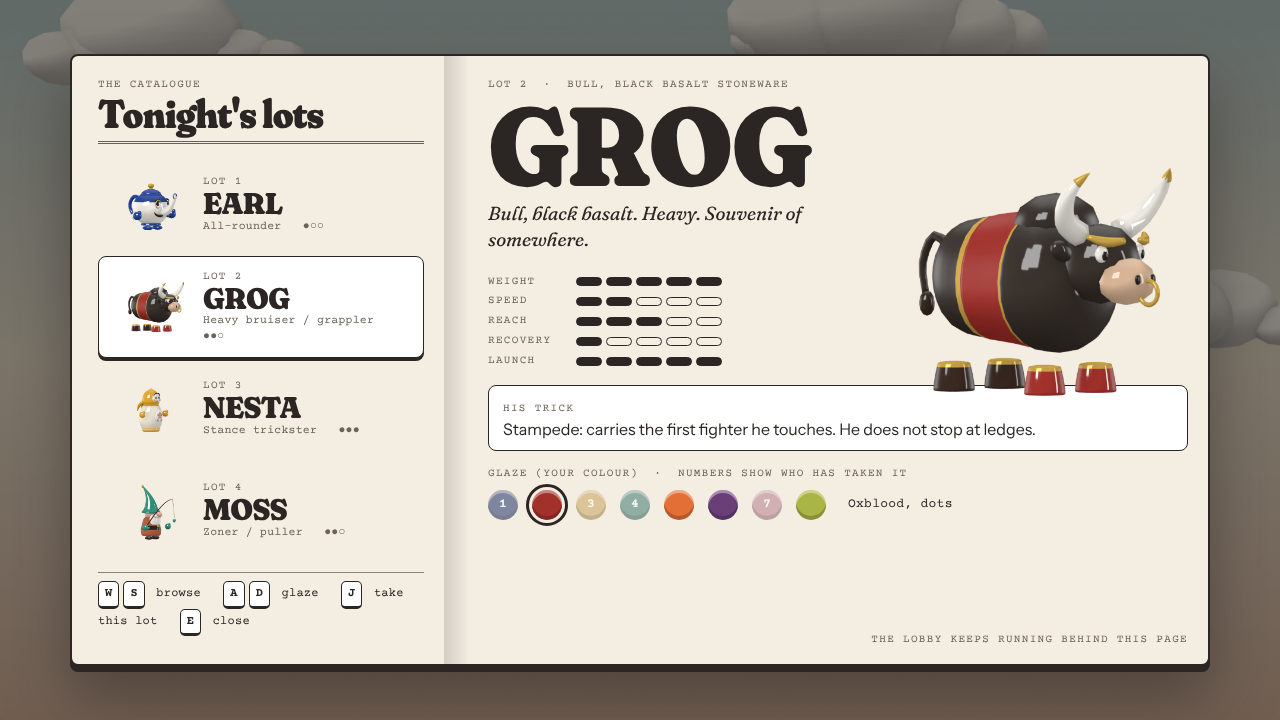 THE CATALOGUE
Tonight's lots
LOT 1
EARL
All-rounder ●○○
LOT 2
GROG
Heavy bruiser / grappler
●●○
LOT 3
NESTA
Stance trickster ●●●
LOT 4
MOSS
Zoner / puller ●●○
W S browse A D glaze J take
this lot E close
LOT 2 · BULL, BLACK BASALT STONEWARE
GROG
Bull, black basalt. Heavy. Souvenir of
somewhere.
WEIGHT
SPEED
REACH
RECOVERY
LAUNCH
HIS TRICK
Stampede: carries the first fighter he touches. He does not stop at ledges.
GLAZE (YOUR COLOUR) · NUMBERS SHOW WHO HAS TAKEN IT
1 3 4 7 Oxblood, dots
THE LOBBY KEEPS RUNNING BEHIND THIS PAGE